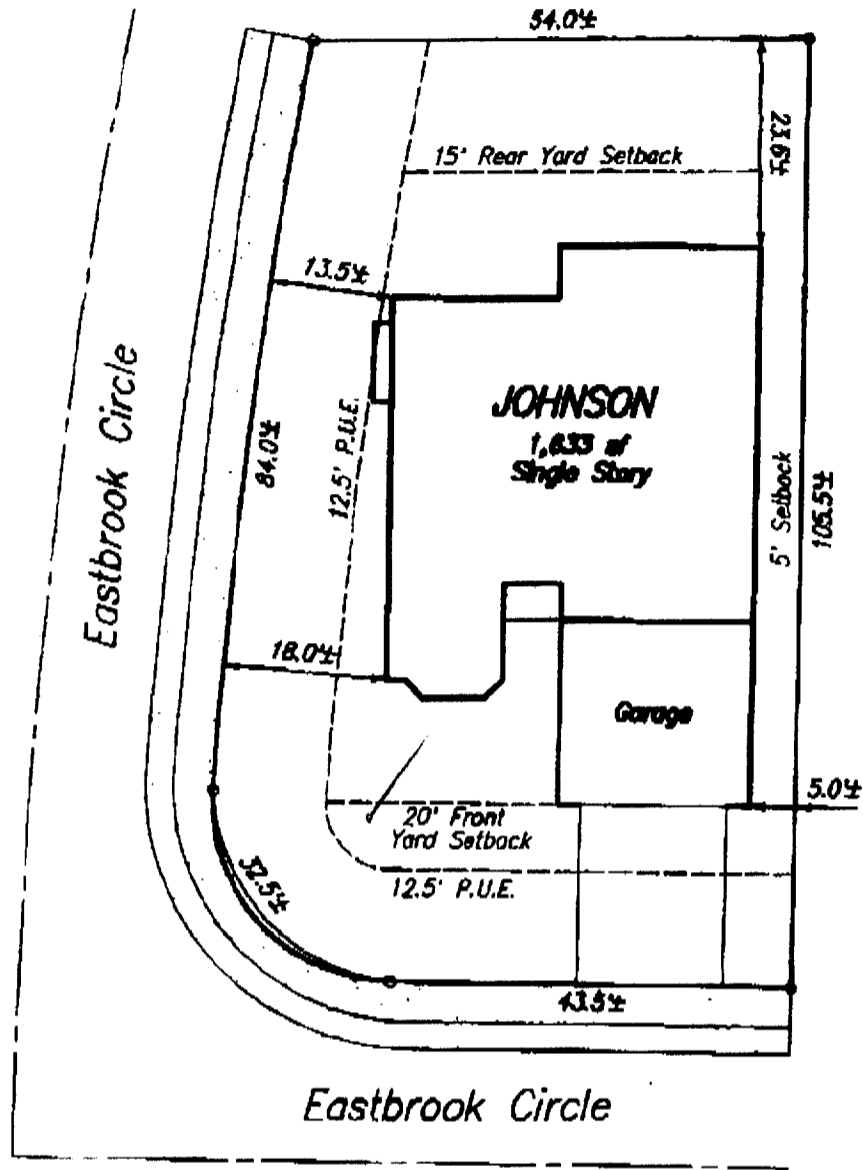 54.0'±
23.6'±
15' Rear Yard Setback
13.5'±
Eastbrook Circle
84.0'±
12.5' P.U.E.
JOHNSON
1,633 sf
Single Story
5' Setback
105.5'±
18.0'±
Garage
5.0'±
20' Front
Yard Setback
32.5'±
12.5' P.U.E.
43.5'±
Eastbrook Circle